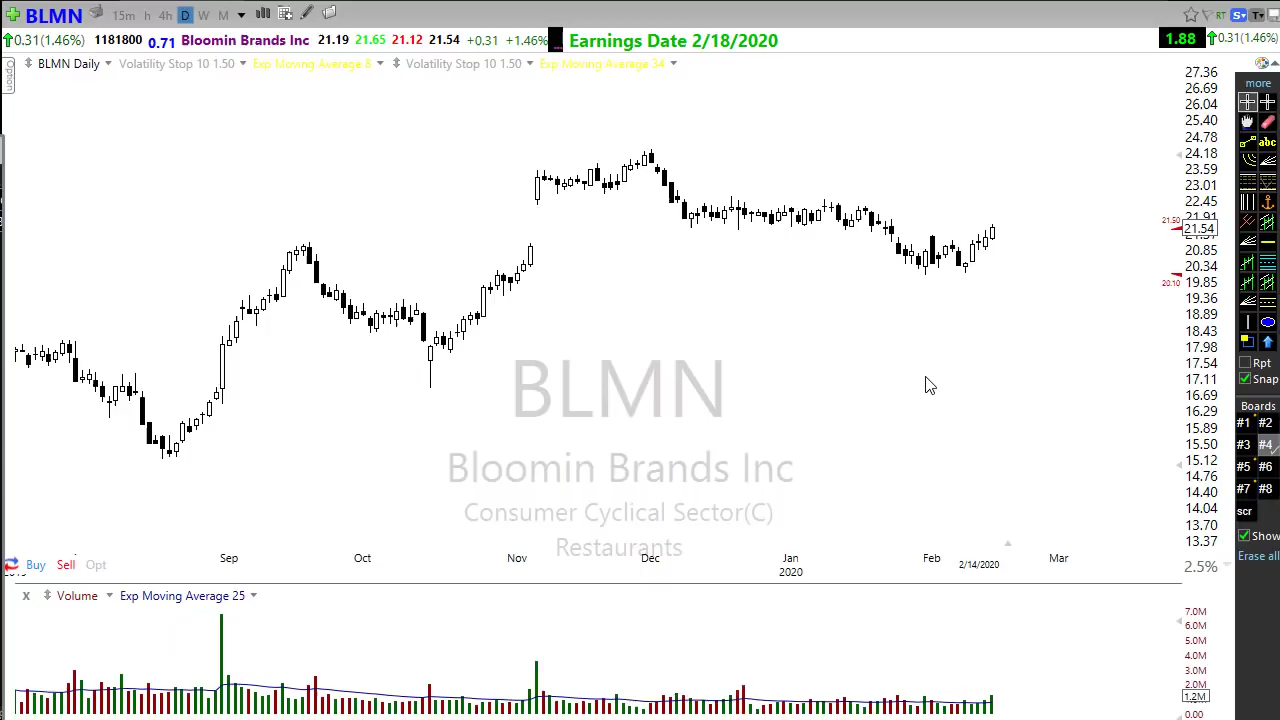 BLMN 15m h 4h D W M RT S T
0.31(1.46%) 1181800 0.71 Bloomin Brands Inc 21.19 21.65 21.12 21.54 +0.31 +1.46% Earnings Date 2/18/2020 1.88 0.31(1.46%)
Option
BLMN Daily Volatility Stop 10 1.50 Exp Moving Average 8 Volatility Stop 10 1.50 Exp Moving Average 34
27.36
26.69
26.04
25.40
24.78
24.18
23.59
23.01
22.45
21.91
21.50
21.54
20.85
20.34
19.85
20.10
19.36
18.89
18.43
17.98
17.54
17.11
16.69
16.29
15.89
15.50
15.12
14.76
14.40
14.04
13.70
13.37
2.5%
more
abc
Rpt
Snap
Boards
#1 #2
#3 #4
#5 #6
#7 #8
scr
Show
Erase all
BLMN
Bloomin Brands Inc
Consumer Cyclical Sector(C)
Restaurants
Sep Oct Nov Dec Jan Feb 2/14/2020 Mar
2020
Buy Sell Opt
X Volume Exp Moving Average 25
7.0M
6.0M
5.0M
4.0M
3.0M
2.0M
1.2M
0.00